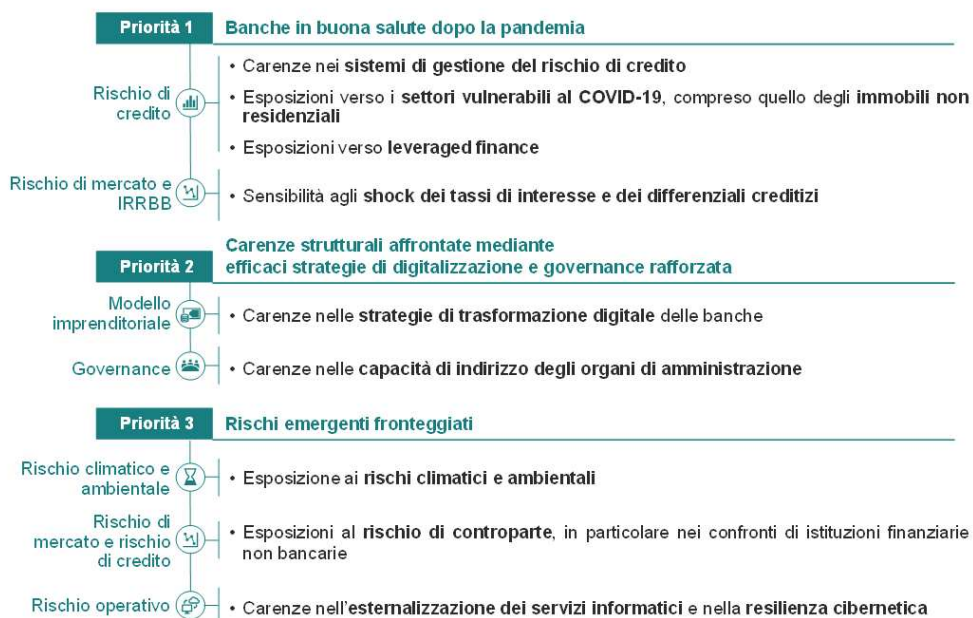 Priorità 1 Banche in buona salute dopo la pandemia
Rischio di credito
• Carenze nei sistemi di gestione del rischio di credito
• Esposizioni verso i settori vulnerabili al COVID-19, compreso quello degli immobili non
residenziali
• Esposizioni verso leveraged finance
Rischio di mercato e
IRRBB
• Sensibilità agli shock dei tassi di interesse e dei differenziali creditizi
Priorità 2
Carenze strutturali affrontate mediante
efficaci strategie di digitalizzazione e governance rafforzata
Modello
imprenditoriale
• Carenze nelle strategie di trasformazione digitale delle banche
Governance
• Carenze nelle capacità di indirizzo degli organi di amministrazione
Priorità 3 Rischi emergenti fronteggiati
Rischio climatico e
ambientale
• Esposizione ai rischi climatici e ambientali
Rischio di
mercato e rischio
di credito
• Esposizioni al rischio di controparte, in particolare nei confronti di istituzioni finanziarie
non bancarie
Rischio operativo
• Carenze nell'esternalizzazione dei servizi informatici e nella resilienza cibernetica